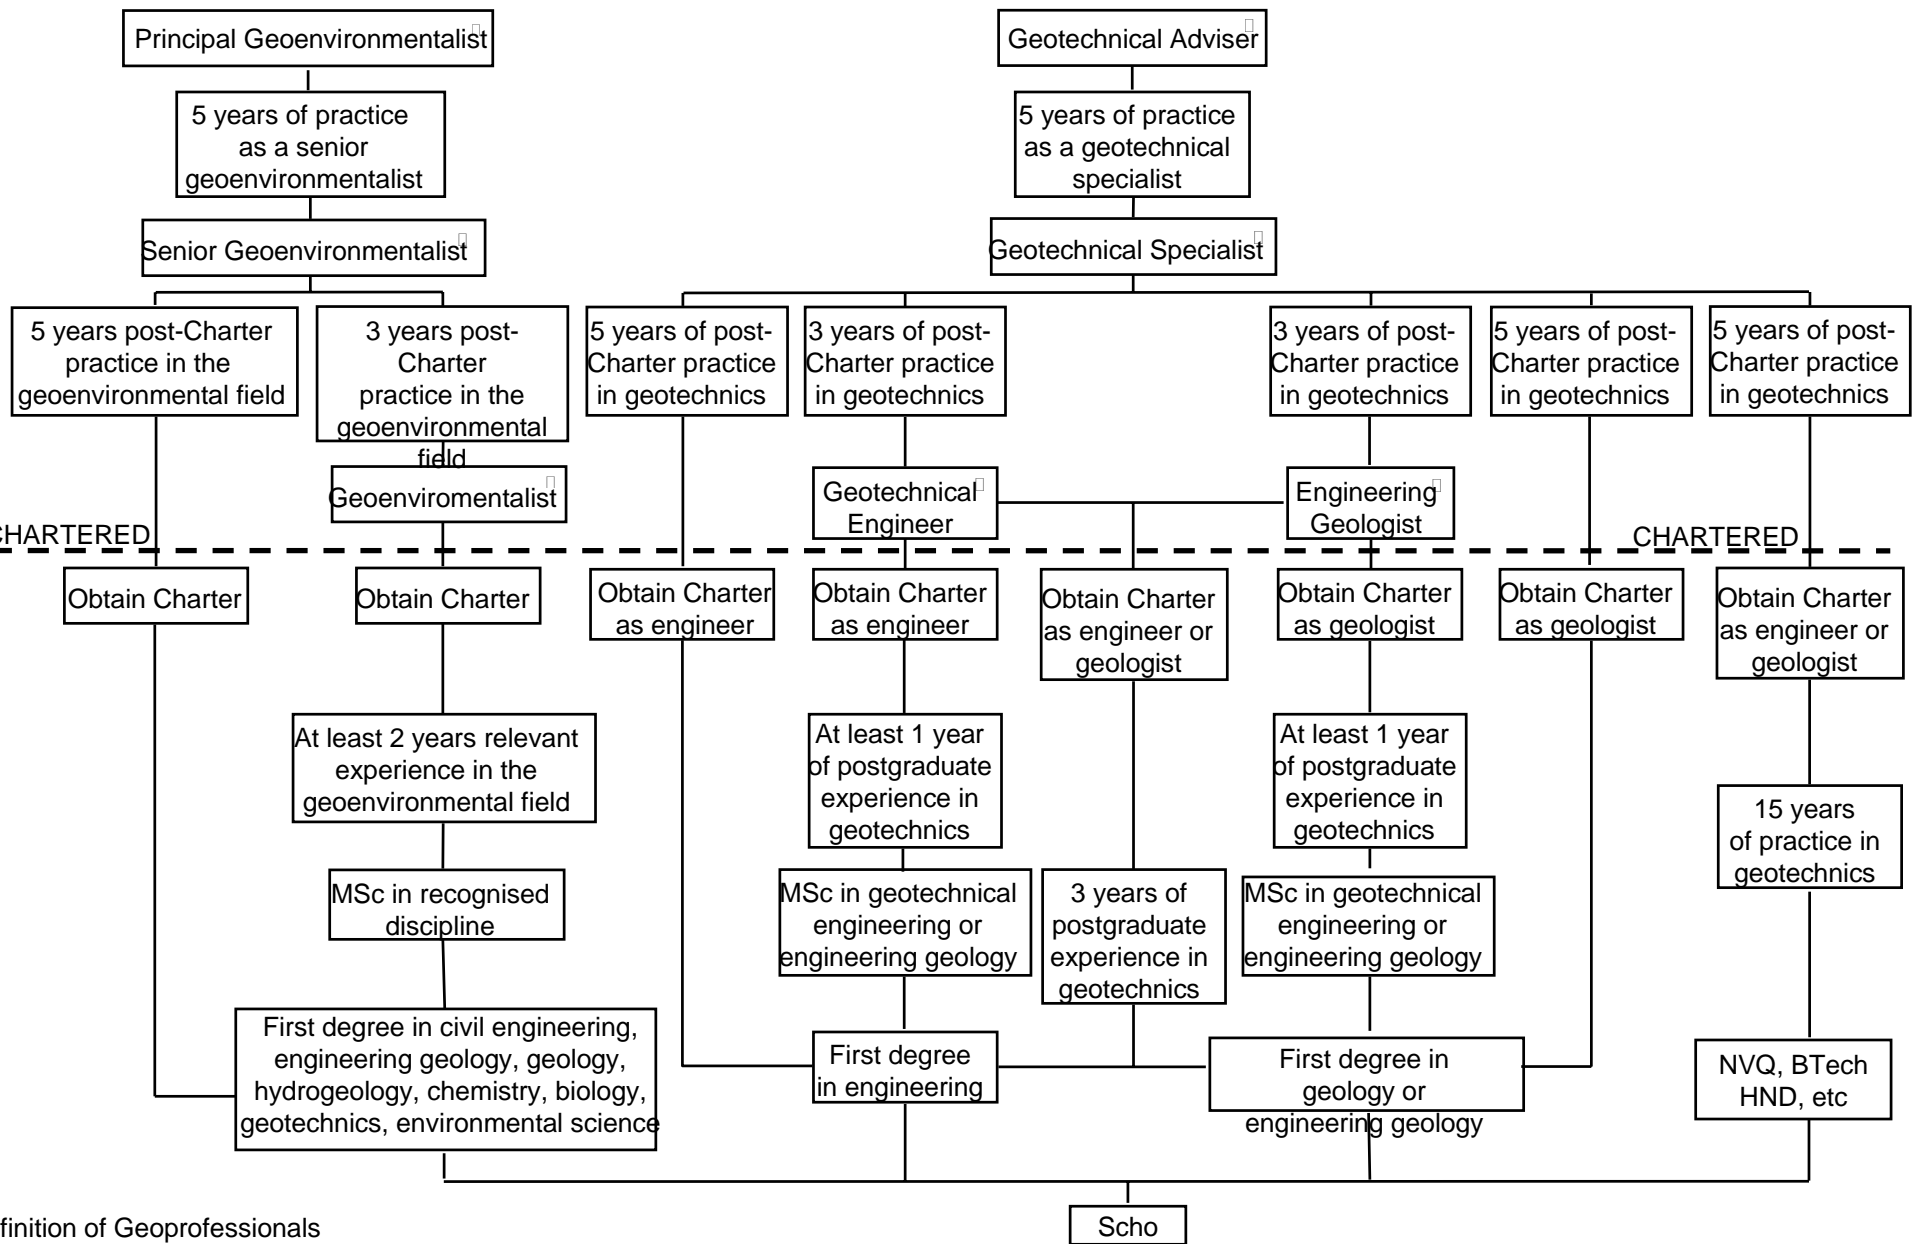 Principal Geoenvironmentalist
Geotechnical Adviser
5 years of practice
as a senior
geoenvironmentalist
5 years of practice
as a geotechnical
specialist
Senior Geoenvironmentalist
Geotechnical Specialist
5 years post-Charter
practice in the
geoenvironmental field
3 years post-
Charter
practice in the
geoenvironmental
field
5 years of post-
Charter practice
in geotechnics
3 years of post-
Charter practice
in geotechnics
3 years of post-
Charter practice
in geotechnics
5 years of post-
Charter practice
in geotechnics
5 years of post-
Charter practice
in geotechnics
Geoenviromentalist
Geotechnical
Engineer
Engineering
Geologist
CHARTERED
CHARTERED
Obtain Charter
Obtain Charter
Obtain Charter
as engineer
Obtain Charter
as engineer
Obtain Charter
as engineer or
geologist
Obtain Charter
as geologist
Obtain Charter
as geologist
Obtain Charter
as engineer or
geologist
At least 2 years relevant
experience in the
geoenvironmental field
At least 1 year
of postgraduate
experience in
geotechnics
At least 1 year
of postgraduate
experience in
geotechnics
15 years
of practice in
geotechnics
MSc in recognised
discipline
MSc in geotechnical
engineering or
engineering geology
3 years of
postgraduate
experience in
geotechnics
MSc in geotechnical
engineering or
engineering geology
First degree in civil engineering,
engineering geology, geology,
hydrogeology, chemistry, biology,
geotechnics, environmental science
First degree
in engineering
First degree in
geology or
engineering geology
NVQ, BTech
HND, etc
Scho
finition of Geoprofessionals